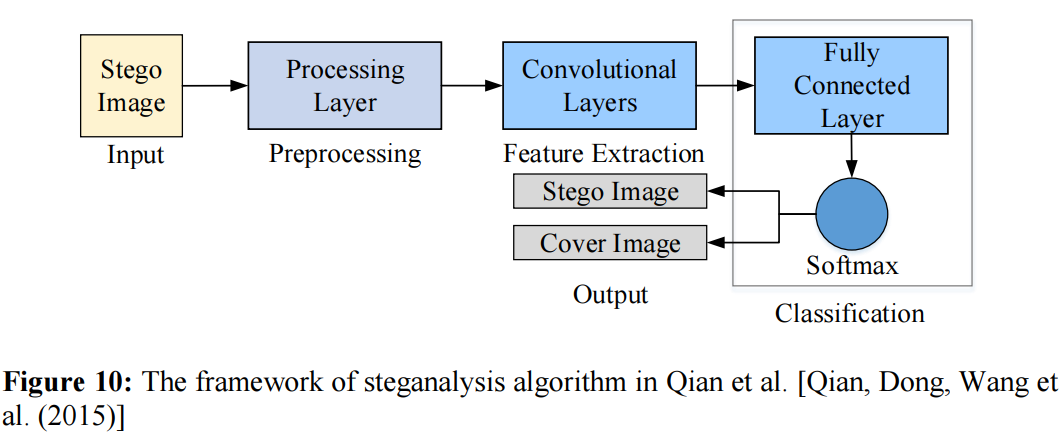 Stego
Image
Input
Processing
Layer
Preprocessing
Convolutional
Layers
Feature Extraction
Fully
Connected
Layer
Softmax
Classification
Stego Image
Cover Image
Output
Figure 10: The framework of steganalysis algorithm in Qian et al. [Qian, Dong, Wang et
al. (2015)]